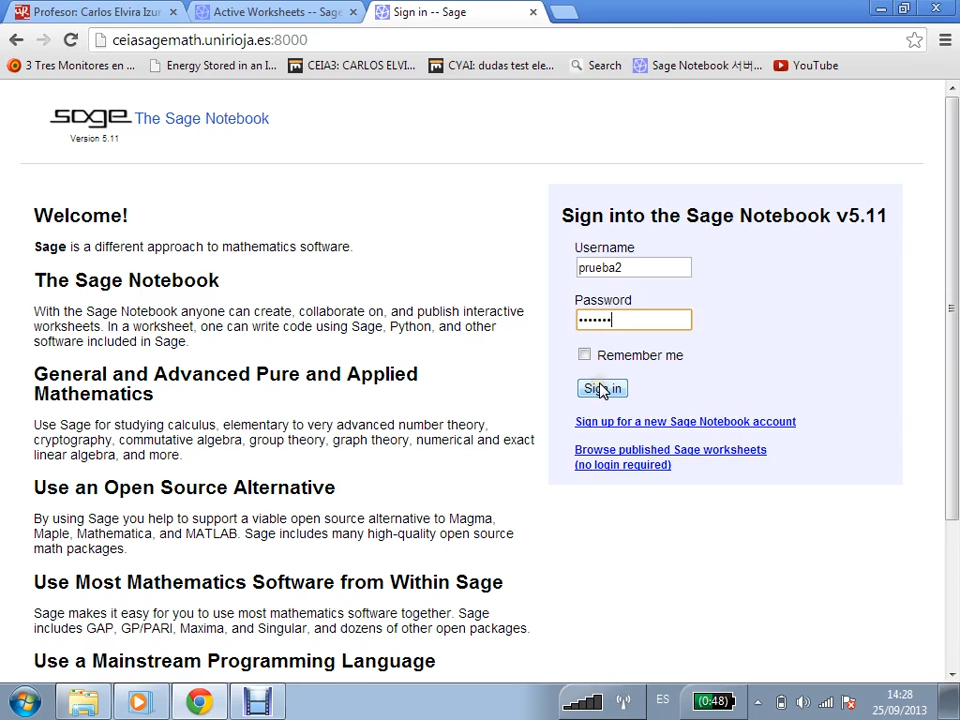 Profesor: Carlos Elvira Izur
Active Worksheets -- Sage
Sign in -- Sage
ceiasagemath.unirioja.es:8000
3 Tres Monitores en ...
Energy Stored in an I...
CEIA3: CARLOS ELVI...
CYAI: dudas test ele...
Search
Sage Notebook 서버...
YouTube
sage The Sage Notebook
Version 5.11
Welcome!
Sage is a different approach to mathematics software.
The Sage Notebook
With the Sage Notebook anyone can create, collaborate on, and publish interactive
worksheets. In a worksheet, one can write code using Sage, Python, and other
software included in Sage.
General and Advanced Pure and Applied
Mathematics
Use Sage for studying calculus, elementary to very advanced number theory,
cryptography, commutative algebra, group theory, graph theory, numerical and exact
linear algebra, and more.
Use an Open Source Alternative
By using Sage you help to support a viable open source alternative to Magma,
Maple, Mathematica, and MATLAB. Sage includes many high-quality open source
math packages.
Use Most Mathematics Software from Within Sage
Sage makes it easy for you to use most mathematics software together. Sage
includes GAP, GP/PARI, Maxima, and Singular, and dozens of other open packages.
Use a Mainstream Programming Language
Sign into the Sage Notebook v5.11
Username
prueba2
Password
•••••••
Remember me
Sign in
Sign up for a new Sage Notebook account
Browse published Sage worksheets
(no login required)
ES
(0:48)
14:28
25/09/2013